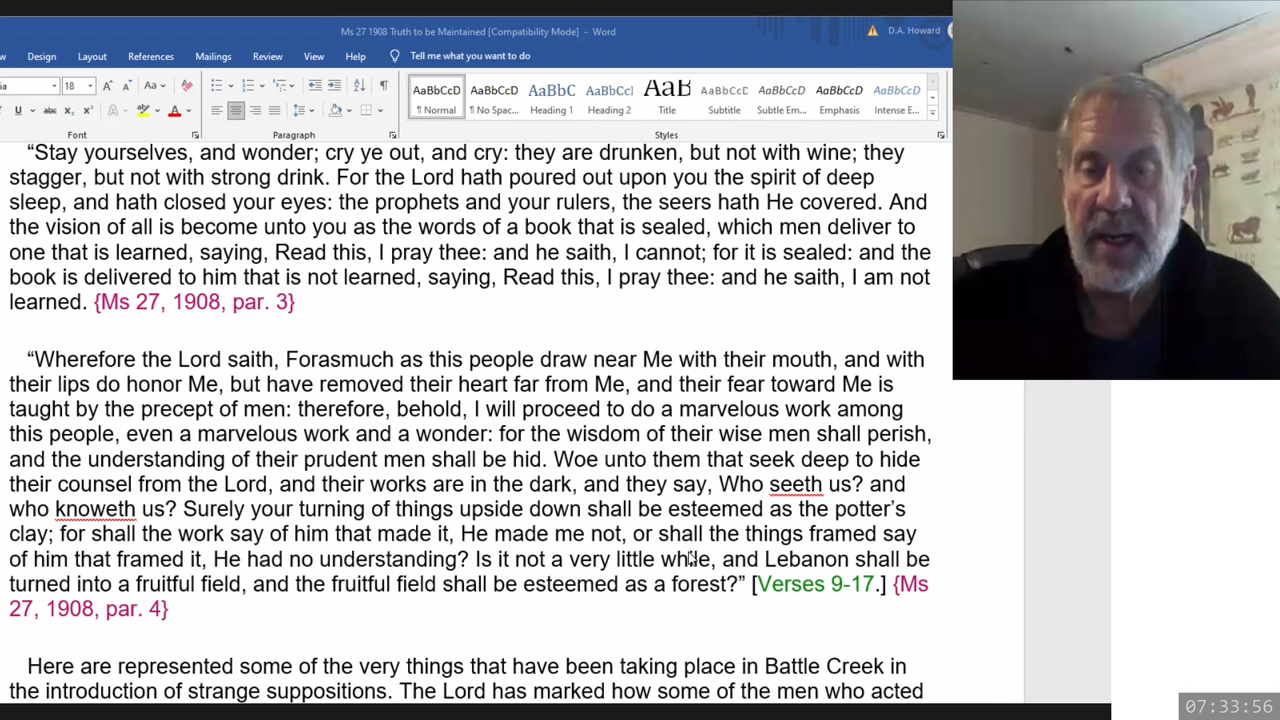 Ms 27 1908 Truth to be Maintained [Compatibility Mode] - Word
D.A. Howard
Design Layout References Mailings Review View Help Tell me what you want to do
18
AaBbCcD AaBbCcD AaBbC AaBbCc AaB AaBbCcD AaBbCcD AaBbCcD AaBbCcD
¶ Normal ¶ No Spac... Heading 1 Heading 2 Title Subtitle Subtle Em... Emphasis Intense E...
Font Paragraph Styles
“Stay yourselves, and wonder; cry ye out, and cry: they are drunken, but not with wine; they
stagger, but not with strong drink. For the Lord hath poured out upon you the spirit of deep
sleep, and hath closed your eyes: the prophets and your rulers, the seers hath He covered. And
the vision of all is become unto you as the words of a book that is sealed, which men deliver to
one that is learned, saying, Read this, I pray thee: and he saith, I cannot; for it is sealed: and the
book is delivered to him that is not learned, saying, Read this, I pray thee: and he saith, I am not
learned. {Ms 27, 1908, par. 3}
“Wherefore the Lord saith, Forasmuch as this people draw near Me with their mouth, and with
their lips do honor Me, but have removed their heart far from Me, and their fear toward Me is
taught by the precept of men: therefore, behold, I will proceed to do a marvelous work among
this people, even a marvelous work and a wonder: for the wisdom of their wise men shall perish,
and the understanding of their prudent men shall be hid. Woe unto them that seek deep to hide
their counsel from the Lord, and their works are in the dark, and they say, Who seeth us? and
who knoweth us? Surely your turning of things upside down shall be esteemed as the potter’s
clay; for shall the work say of him that made it, He made me not, or shall the things framed say
of him that framed it, He had no understanding? Is it not a very little while, and Lebanon shall be
turned into a fruitful field, and the fruitful field shall be esteemed as a forest?” [Verses 9-17.] {Ms
27, 1908, par. 4}
Here are represented some of the very things that have been taking place in Battle Creek in
the introduction of strange suppositions. The Lord has marked how some of the men who acted
07:33:56